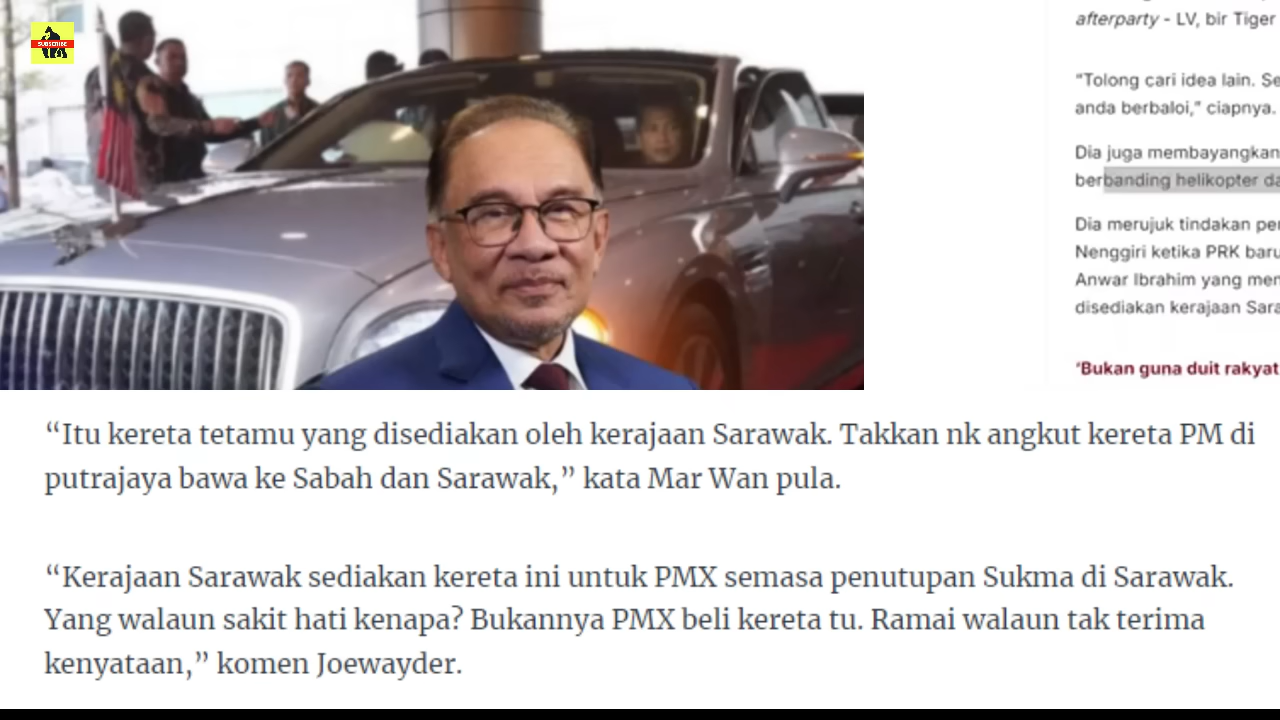 SUBSCRIBE
afterparty - LV, bir Tiger
“Tolong cari idea lain. Se
anda berbaloi,” ciapnya.
Dia juga membayangkan
berbanding helikopter da
Dia merujuk tindakan pe
Nenggiri ketika PRK baru
Anwar Ibrahim yang mer
disediakan kerajaan Sara
'Bukan guna duit rakyat
“Itu kereta tetamu yang disediakan oleh kerajaan Sarawak. Takkan nk angkut kereta PM di
putrajaya bawa ke Sabah dan Sarawak,” kata Mar Wan pula.
“Kerajaan Sarawak sediakan kereta ini untuk PMX semasa penutupan Sukma di Sarawak.
Yang walaun sakit hati kenapa? Bukannya PMX beli kereta tu. Ramai walaun tak terima
kenyataan,” komen Joewayder.